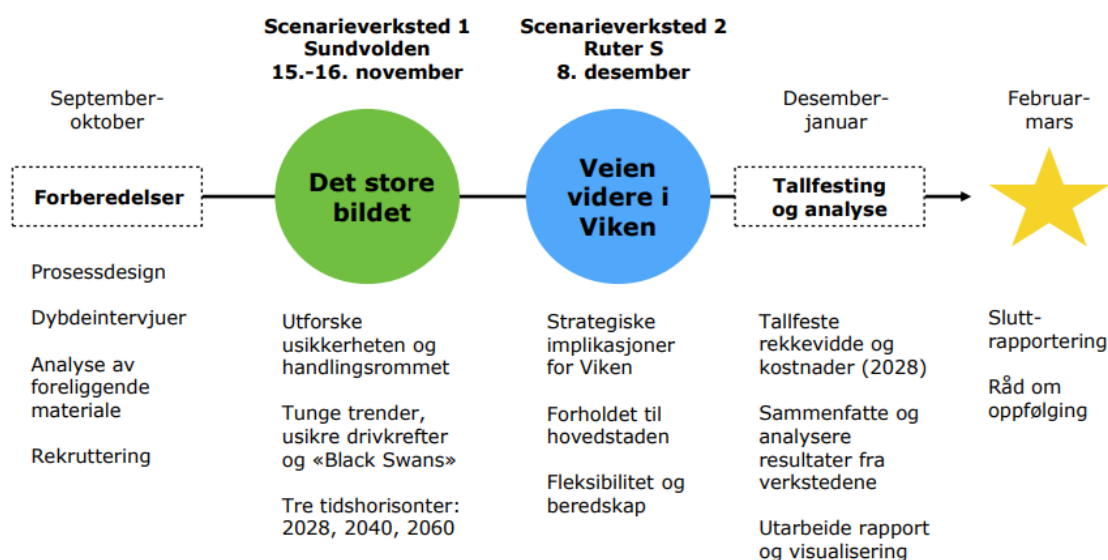 September-
oktober
Forberedelser
Prosessdesign
Dybdeintervjuer
Analyse av
foreliggende
materiale
Rekruttering
Scenarieverksted 1
Sundvolden
15.-16. november
Det store
bildet
Utforske
usikkerheten og
handlingsrommet
Tunge trender,
usikre drivkrefter
og «Black Swans»
Tre tidshorisonter:
2028, 2040, 2060
Scenarieverksted 2
Ruter S
8. desember
Veien
videre i
Viken
Strategiske
implikasjoner
for Viken
Forholdet til
hovedstaden
Fleksibilitet og
beredskap
Desember-
januar
Tallfesting
og analyse
Tallfeste
rekkevidde og
kostnader (2028)
Sammenfatte og
analysere
resultater fra
verkstedene
Utarbeide rapport
og visualisering
Februar-
mars
Slutt-
rapportering
Råd om
oppfølging